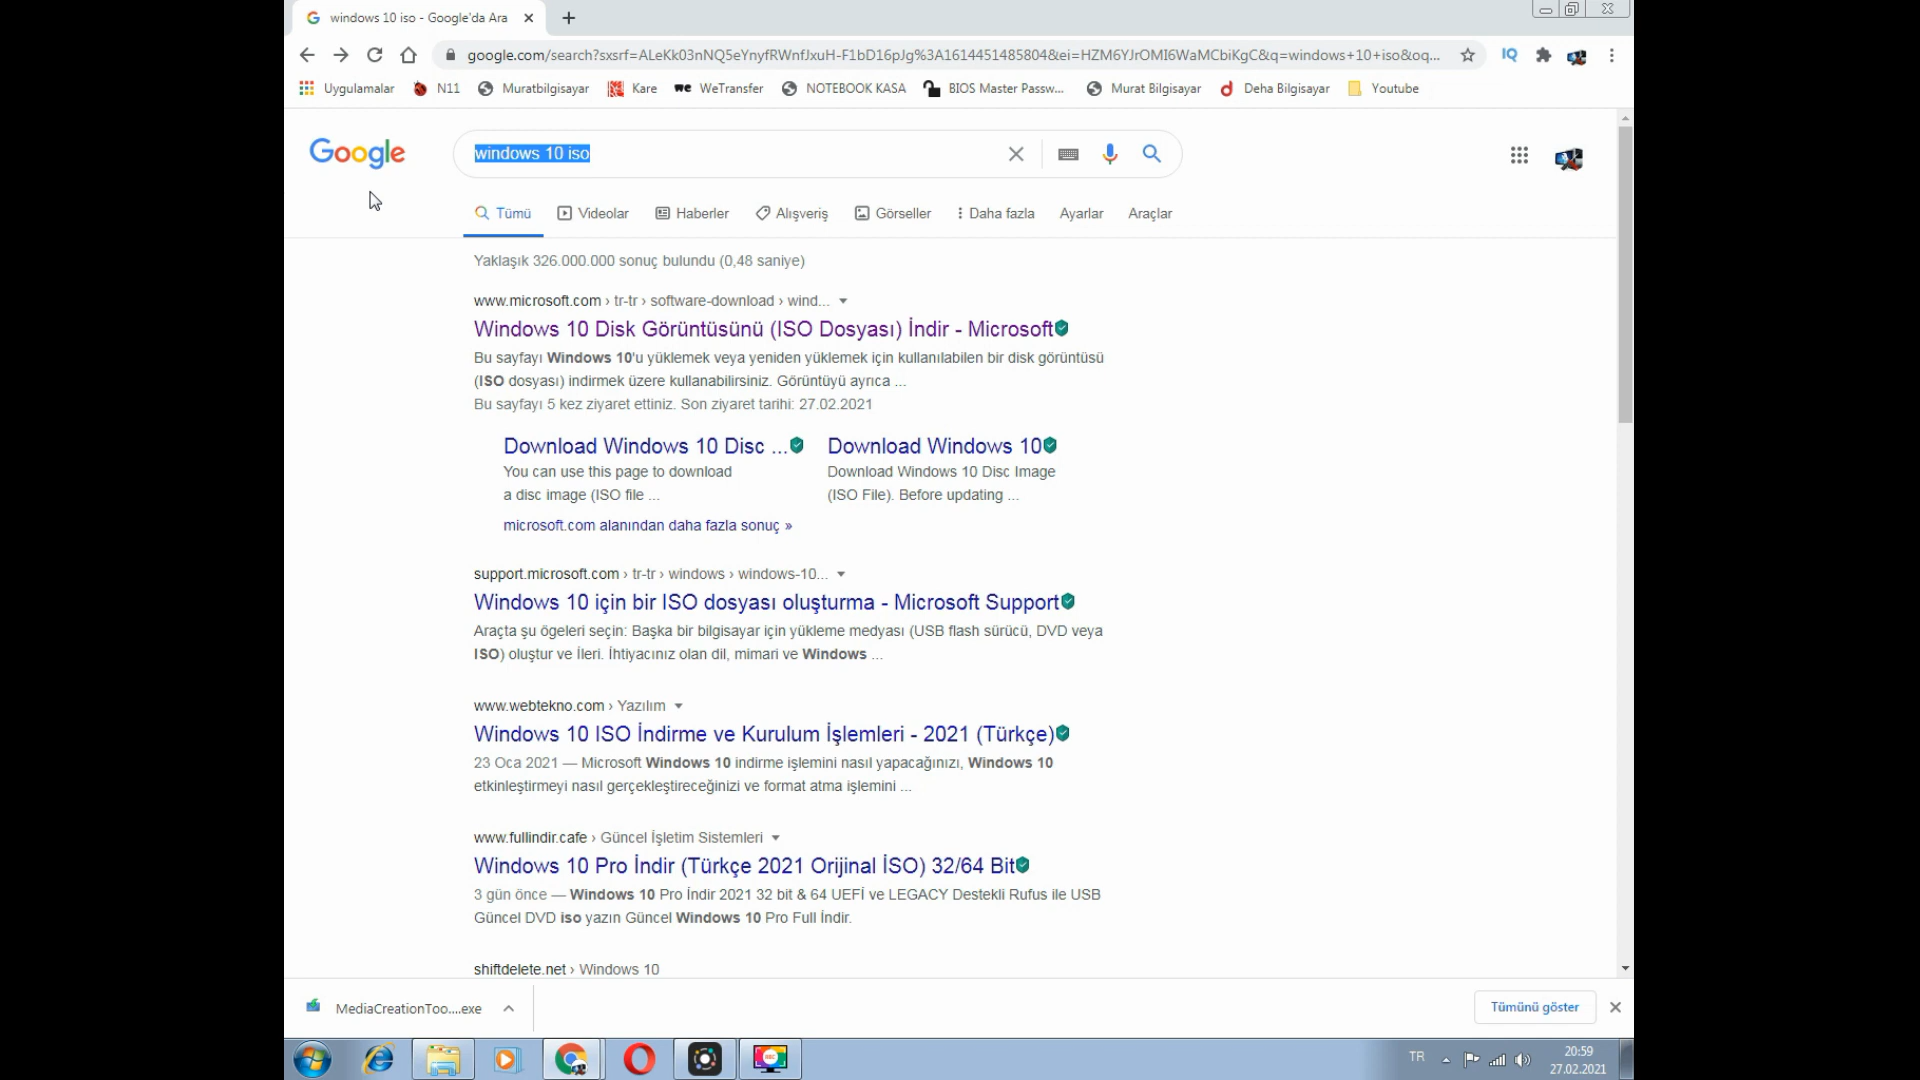 windows 10 iso - Google'da Ara
google.com/search?sxsrf=ALeKk03nNQ5eYnyfRWnfJxuH-F1bD16pJg%3A1614451485804&ei=HZM6YJrOMI6WaMCbiKgC&q=windows+10+iso&oq...
IQ
Uygulamalar N11 Muratbilgisayar Kare we WeTransfer NOTEBOOK KASA BIOS Master Passw... Murat Bilgisayar Deha Bilgisayar Youtube
Google
windows 10 iso
Tümü Videolar Haberler Alışveriş Görseller Daha fazla Ayarlar Araçlar
Yaklaşık 326.000.000 sonuç bulundu (0,48 saniye)
www.microsoft.com › tr-tr › software-download › wind...
Windows 10 Disk Görüntüsünü (ISO Dosyası) İndir - Microsoft
Bu sayfayı Windows 10'u yüklemek veya yeniden yüklemek için kullanılabilen bir disk görüntüsü
(ISO dosyası) indirmek üzere kullanabilirsiniz. Görüntüyü ayrıca ...
Bu sayfayı 5 kez ziyaret ettiniz. Son ziyaret tarihi: 27.02.2021
Download Windows 10 Disc ... Download Windows 10
You can use this page to download Download Windows 10 Disc Image
a disc image (ISO file ... (ISO File). Before updating ...
microsoft.com alanından daha fazla sonuç »
support.microsoft.com › tr-tr › windows › windows-10...
Windows 10 için bir ISO dosyası oluşturma - Microsoft Support
Araçta şu ögeleri seçin: Başka bir bilgisayar için yükleme medyası (USB flash sürücü, DVD veya
ISO) oluştur ve İleri. İhtiyacınız olan dil, mimari ve Windows ...
www.webtekno.com › Yazılım
Windows 10 ISO İndirme ve Kurulum İşlemleri - 2021 (Türkçe)
23 Oca 2021 — Microsoft Windows 10 indirme işlemini nasıl yapacağınızı, Windows 10
etkinleştirmeyi nasıl gerçekleştireceğinizi ve format atma işlemini ...
www.fullindir.cafe › Güncel İşletim Sistemleri
Windows 10 Pro İndir (Türkçe 2021 Orijinal İSO) 32/64 Bit
3 gün önce — Windows 10 Pro İndir 2021 32 bit & 64 UEFİ ve LEGACY Destekli Rufus ile USB
Güncel DVD iso yazın Güncel Windows 10 Pro Full İndir.
shiftdelete.net › Windows 10
MediaCreationToo....exe Tümünü göster
REC
TR 20:59
27.02.2021